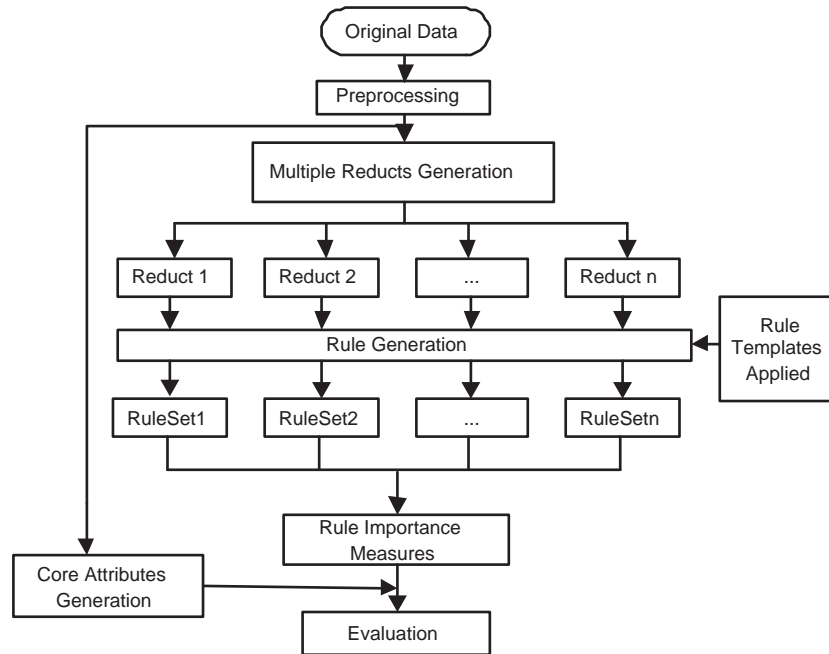 Original Data
Preprocessing
Multiple Reducts Generation
Reduct 1
Reduct 2
...
Reduct n
Rule Generation
Rule
Templates
Applied
RuleSet1
RuleSet2
...
RuleSetn
Rule Importance
Measures
Core Attributes
Generation
Evaluation